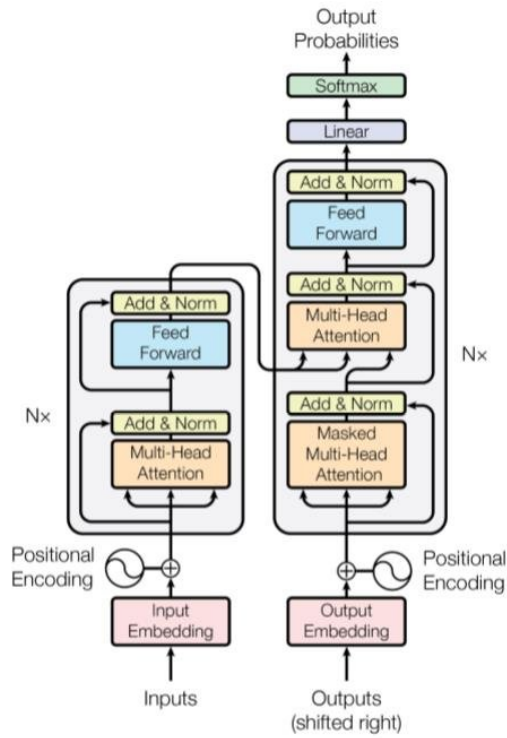 Output
Probabilities
Softmax
Linear
Add & Norm
Feed
Forward
Add & Norm
Multi-Head
Attention
Add & Norm
Masked
Multi-Head
Attention
Nx
Add & Norm
Feed
Forward
Add & Norm
Multi-Head
Attention
Nx
Positional
Encoding
Positional
Encoding
Input
Embedding
Output
Embedding
Inputs
Outputs
(shifted right)